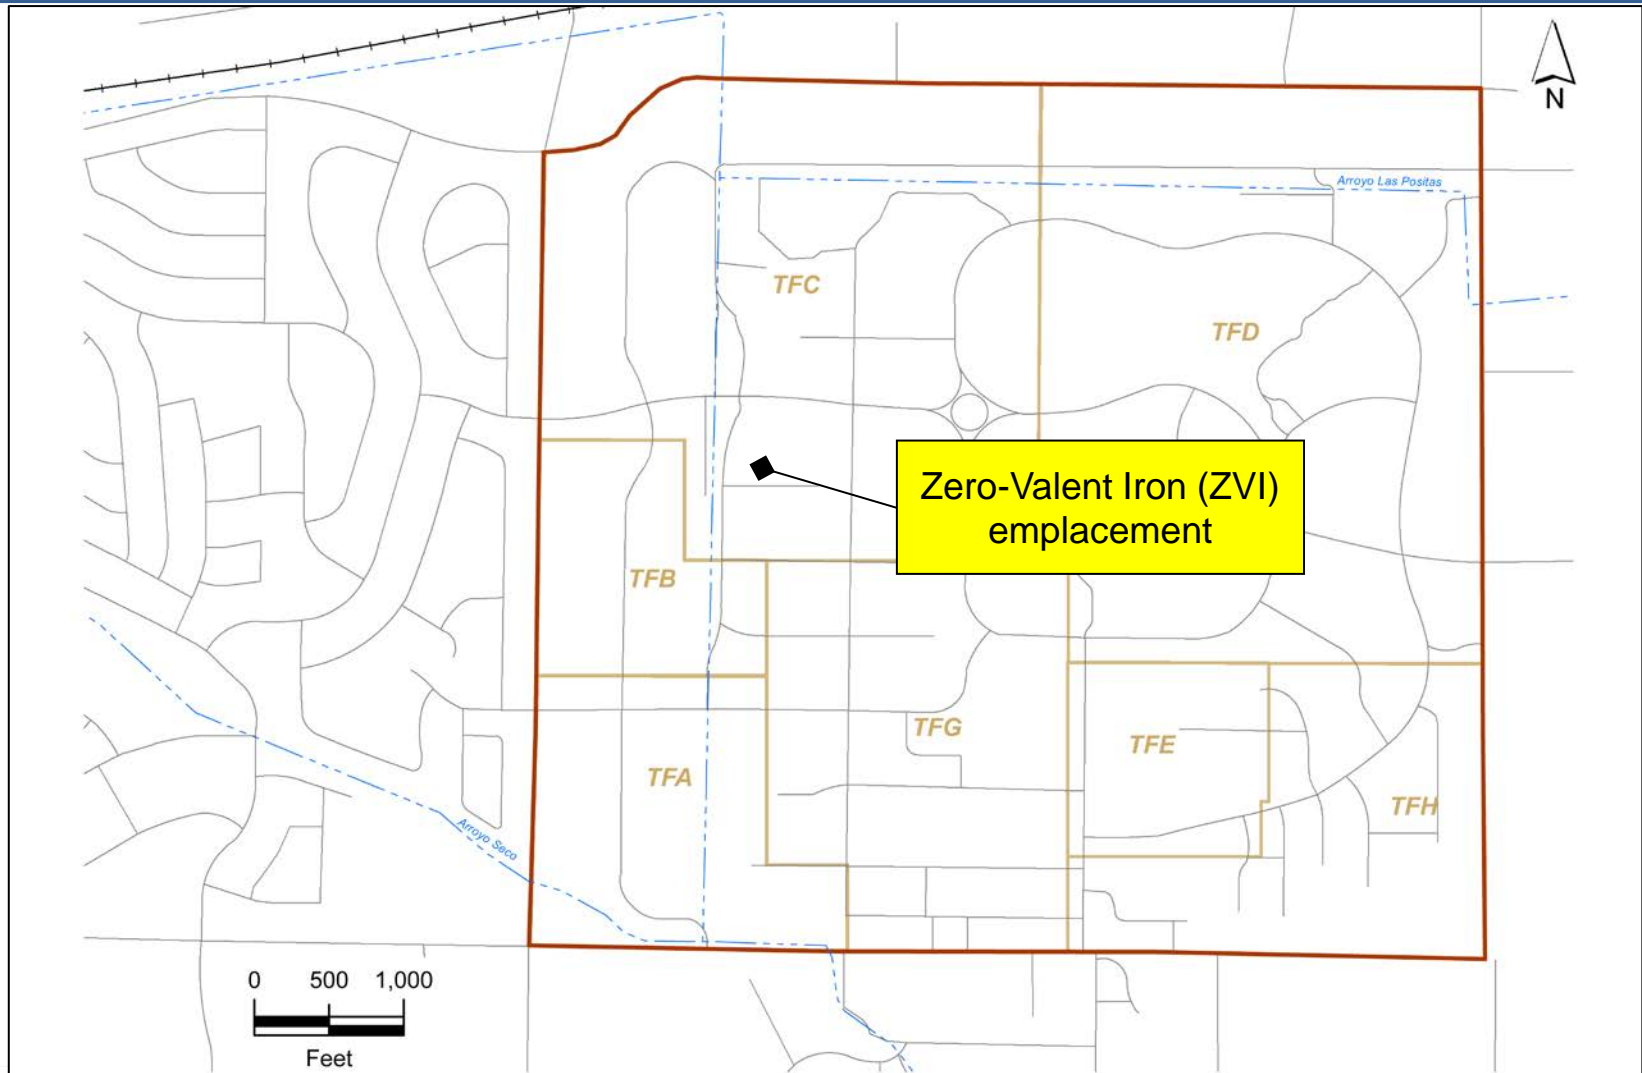 N
Arroyo Las Positas
TFC
TFD
Zero-Valent Iron (ZVI)
emplacement
TFB
TFG
TFE
TFA
TFH
Arroyo Seco
0 500 1,000
Feet